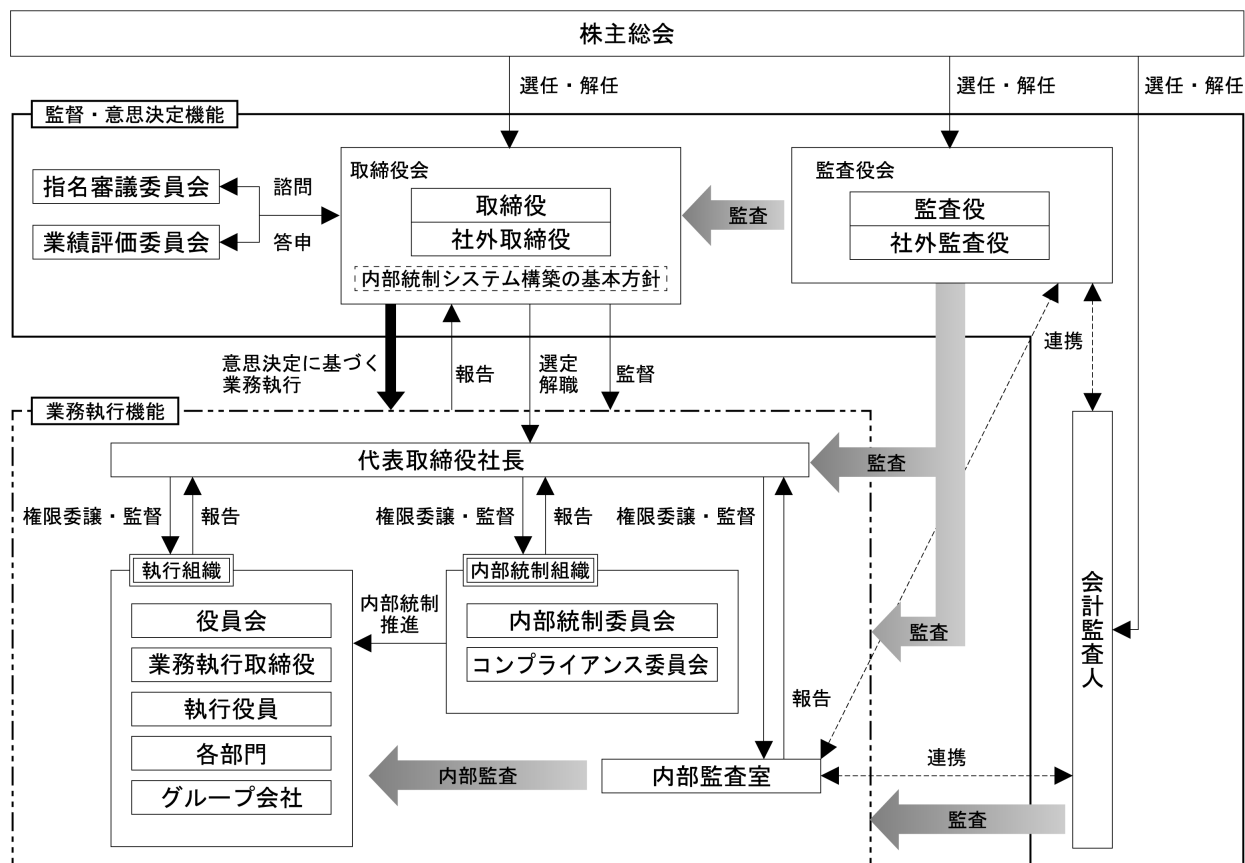 株主総会
選任・解任
選任・解任
選任・解任
監督・意思決定機能
指名審議委員会
業績評価委員会
諮問
答申
取締役会
取締役
社外取締役
内部統制システム構築の基本方針
監査
監査役会
監査役
社外監査役
意思決定に基づく
業務執行
報告
選定
解職
監督
連携
業務執行機能
代表取締役社長
監査
権限委譲・監督
報告
権限委譲・監督
報告
権限委譲・監督
執行組織
役員会
業務執行取締役
執行役員
各部門
グループ会社
内部統制
推進
内部統制組織
内部統制委員会
コンプライアンス委員会
監査
報告
会計監査人
内部監査
内部監査室
連携
監査